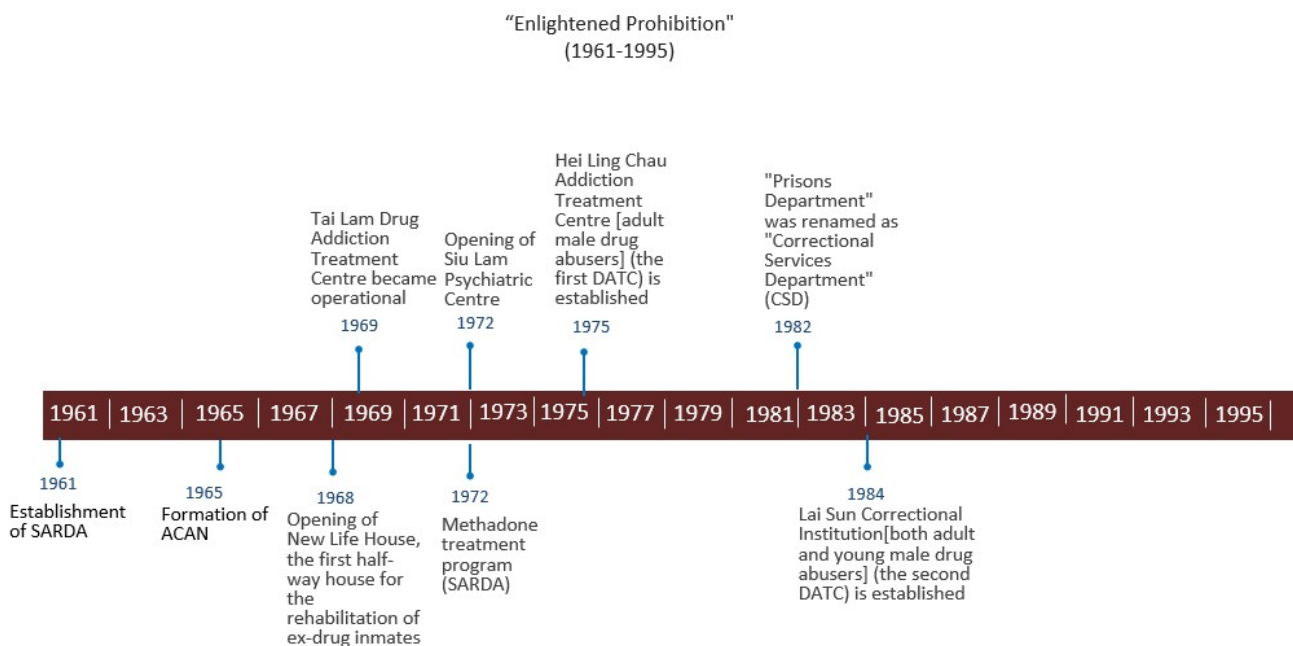 “Enlightened Prohibition"
(1961-1995)
Tai Lam Drug
Addiction
Treatment
Centre became
operational
1969
Opening of
Siu Lam
Psychiatric
Centre
1972
Hei Ling Chau
Addiction
Treatment
Centre [adult
male drug
abusers] (the
first DATC) is
established
1975
"Prisons
Department"
was renamed as
"Correctional
Services
Department"
(CSD)
1982
1961 | 1963 | 1965 | 1967 | 1969 | 1971 | 1973 | 1975 | 1977 | 1979 | 1981 | 1983 | 1985 | 1987 | 1989 | 1991 | 1993 | 1995 |
1961
Establishment
of SARDA
1965
Formation of
ACAN
1968
Opening of
New Life House,
the first half-
way house for
the
rehabilitation of
ex-drug inmates
1972
Methadone
treatment
program
(SARDA)
1984
Lai Sun Correctional
Institution[both adult
and young male drug
abusers] (the second
DATC) is established